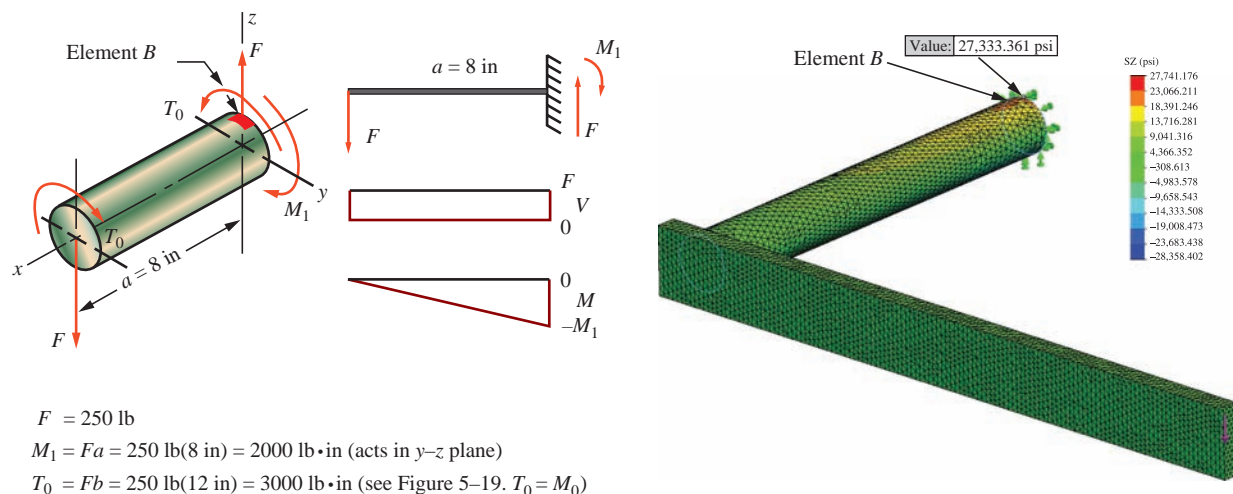 z
Element B
F
T0
y
M1
T0
x
a = 8 in
F
a = 8 in
M1
F
F
F
V
0
0
M
–M1
F = 250 lb
M1 = Fa = 250 lb(8 in) = 2000 lb•in (acts in y–z plane)
T0 = Fb = 250 lb(12 in) = 3000 lb•in (see Figure 5–19. T0 = M0)
Value: 27,333.361 psi
Element B
SZ (psi)
27,741.176
23,066.211
18,391.246
13,716.281
9,041.316
4,366.352
–308.613
–4,983.578
–9,658.543
–14,333.508
–19,008.473
–23,683.438
–28,358.402